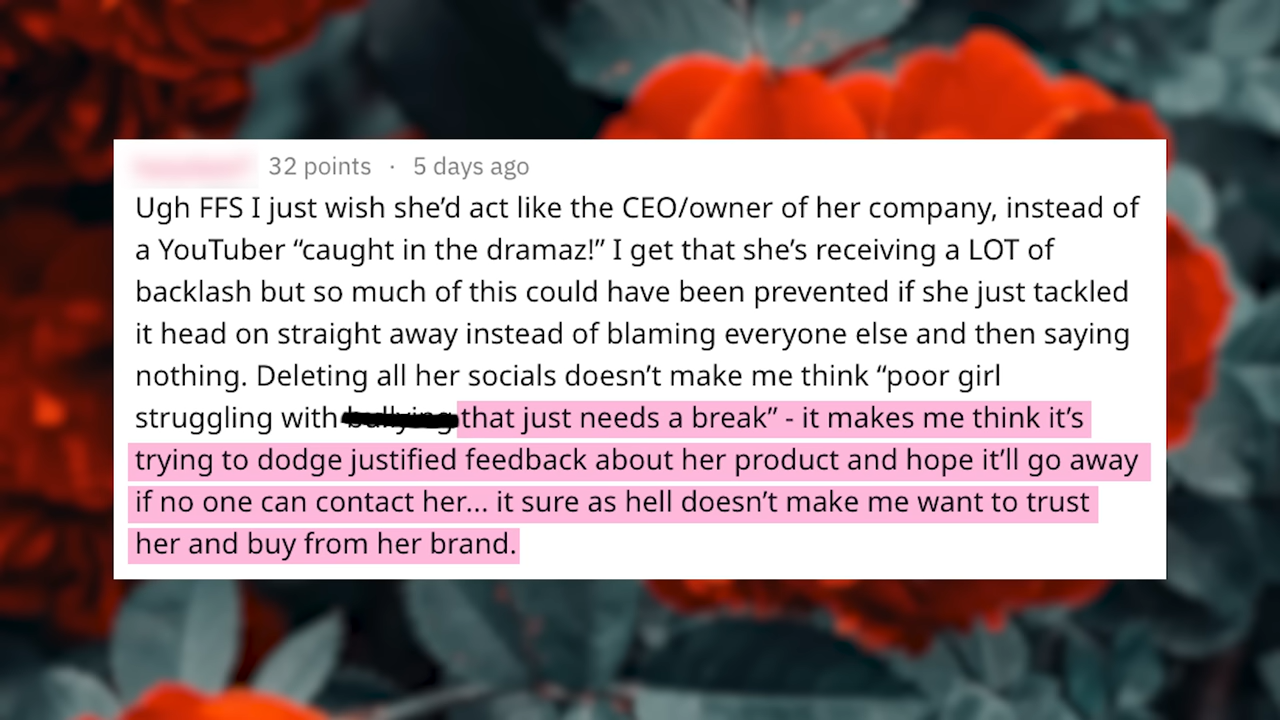 32 points · 5 days ago
Ugh FFS I just wish she’d act like the CEO/owner of her company, instead of
a YouTuber “caught in the dramaz!” I get that she’s receiving a LOT of
backlash but so much of this could have been prevented if she just tackled
it head on straight away instead of blaming everyone else and then saying
nothing. Deleting all her socials doesn’t make me think “poor girl
struggling with that just needs a break” - it makes me think it’s
trying to dodge justified feedback about her product and hope it’ll go away
if no one can contact her... it sure as hell doesn’t make me want to trust
her and buy from her brand.